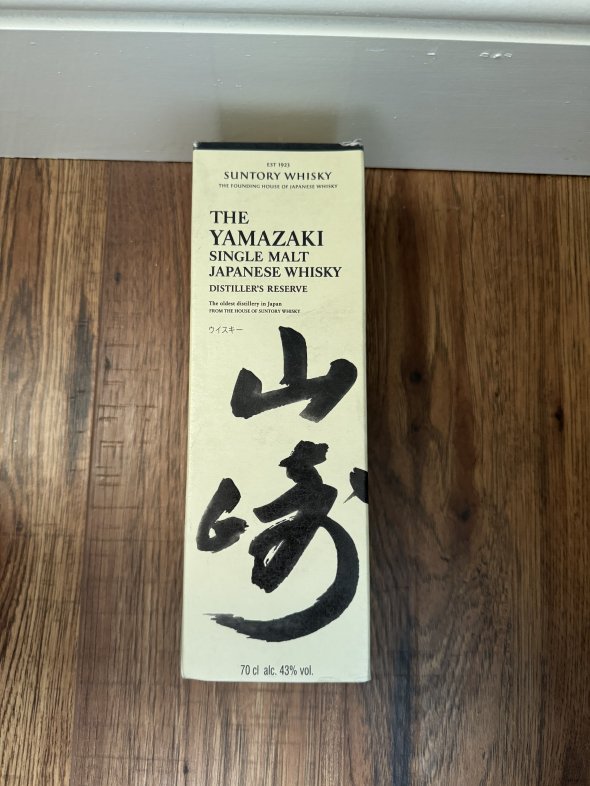 EST 1923
SUNTORY WHISKY
THE FOUNDING HOUSE OF JAPANESE WHISKY
THE
YAMAZAKI
SINGLE MALT
JAPANESE WHISKY
DISTILLER'S RESERVE
The oldest distillery in Japan
FROM THE HOUSE OF SUNTORY WHISKY
ウイスキー
山
崎
70 cl alc. 43% vol.